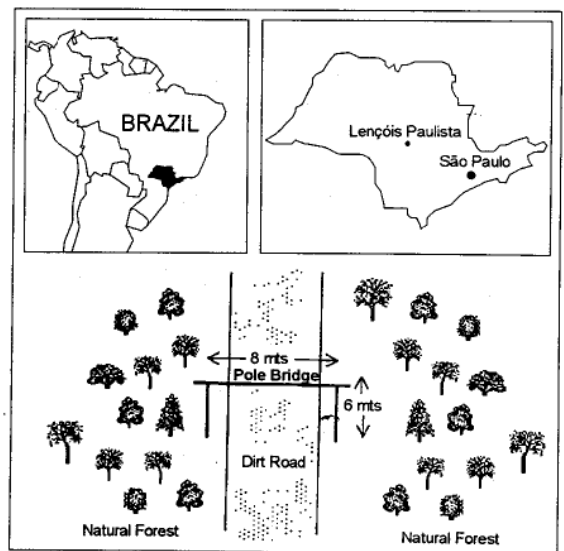 BRAZIL
Lençóis Paulista
São Paulo
8 mts
Pole Bridge
6 mts
Dirt Road
Natural Forest
Natural Forest